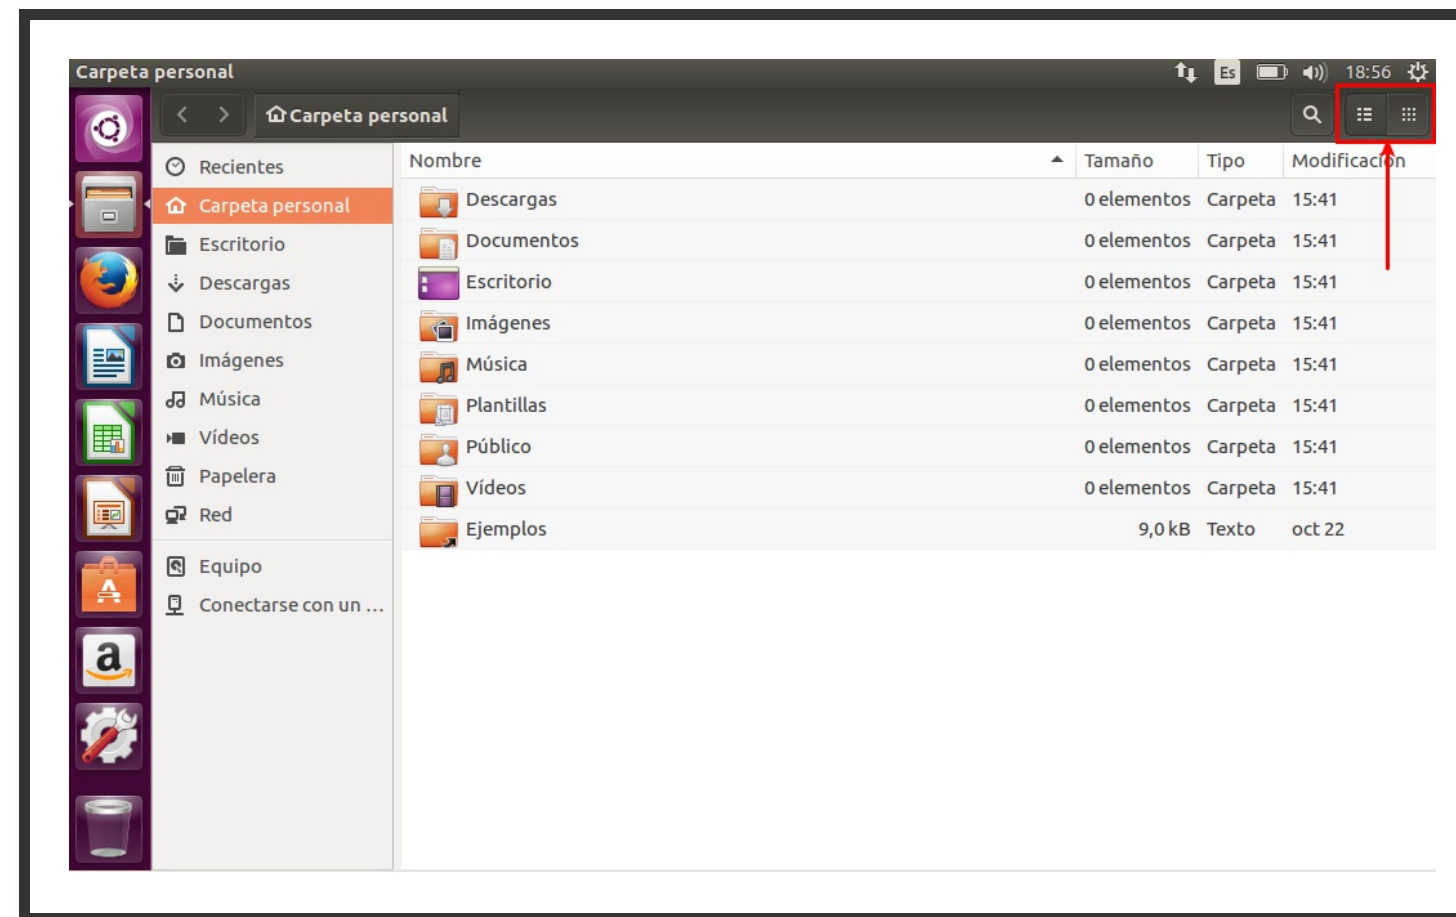 Carpeta personal
Es
18:56
Carpeta personal
Recientes
Carpeta personal
Escritorio
Descargas
Documentos
Imágenes
Música
Vídeos
Papelera
Red
Equipo
Conectarse con un ...
Nombre Tamaño Tipo Modificación
Descargas 0 elementos Carpeta 15:41
Documentos 0 elementos Carpeta 15:41
Escritorio 0 elementos Carpeta 15:41
Imágenes 0 elementos Carpeta 15:41
Música 0 elementos Carpeta 15:41
Plantillas 0 elementos Carpeta 15:41
Público 0 elementos Carpeta 15:41
Vídeos 0 elementos Carpeta 15:41
Ejemplos 9,0 kB Texto oct 22
a